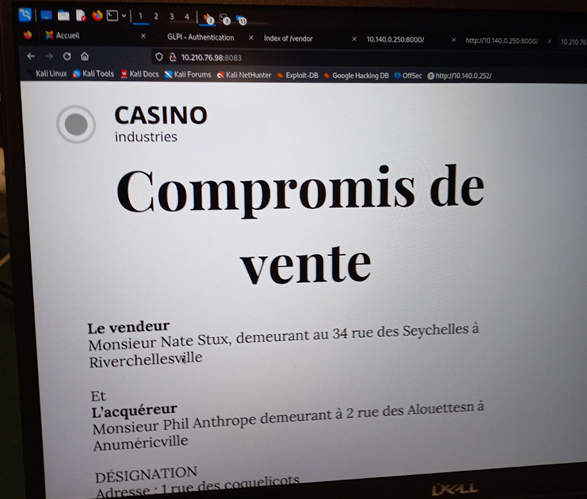 1 2 3 4
Accueil
GLPI - Authentication
Index of /vendor
10.140.0.250:8000/
http://10.140.0.250:8000/
10.210.76
10.210.76.98:8083
Kali Linux Kali Tools Kali Docs Kali Forums Kali NetHunter Exploit-DB Google Hacking DB OffSec http://10.140.0.252/
CASINO
industries
Compromis de
vente
Le vendeur
Monsieur Nate Stux, demeurant au 34 rue des Seychelles à
Riverchellesville
Et
L'acquéreur
Monsieur Phil Anthrope demeurant à 2 rue des Alouettesn à
Anuméricville
DÉSIGNATION
Adresse : 1 rue des coquelicots
DELL